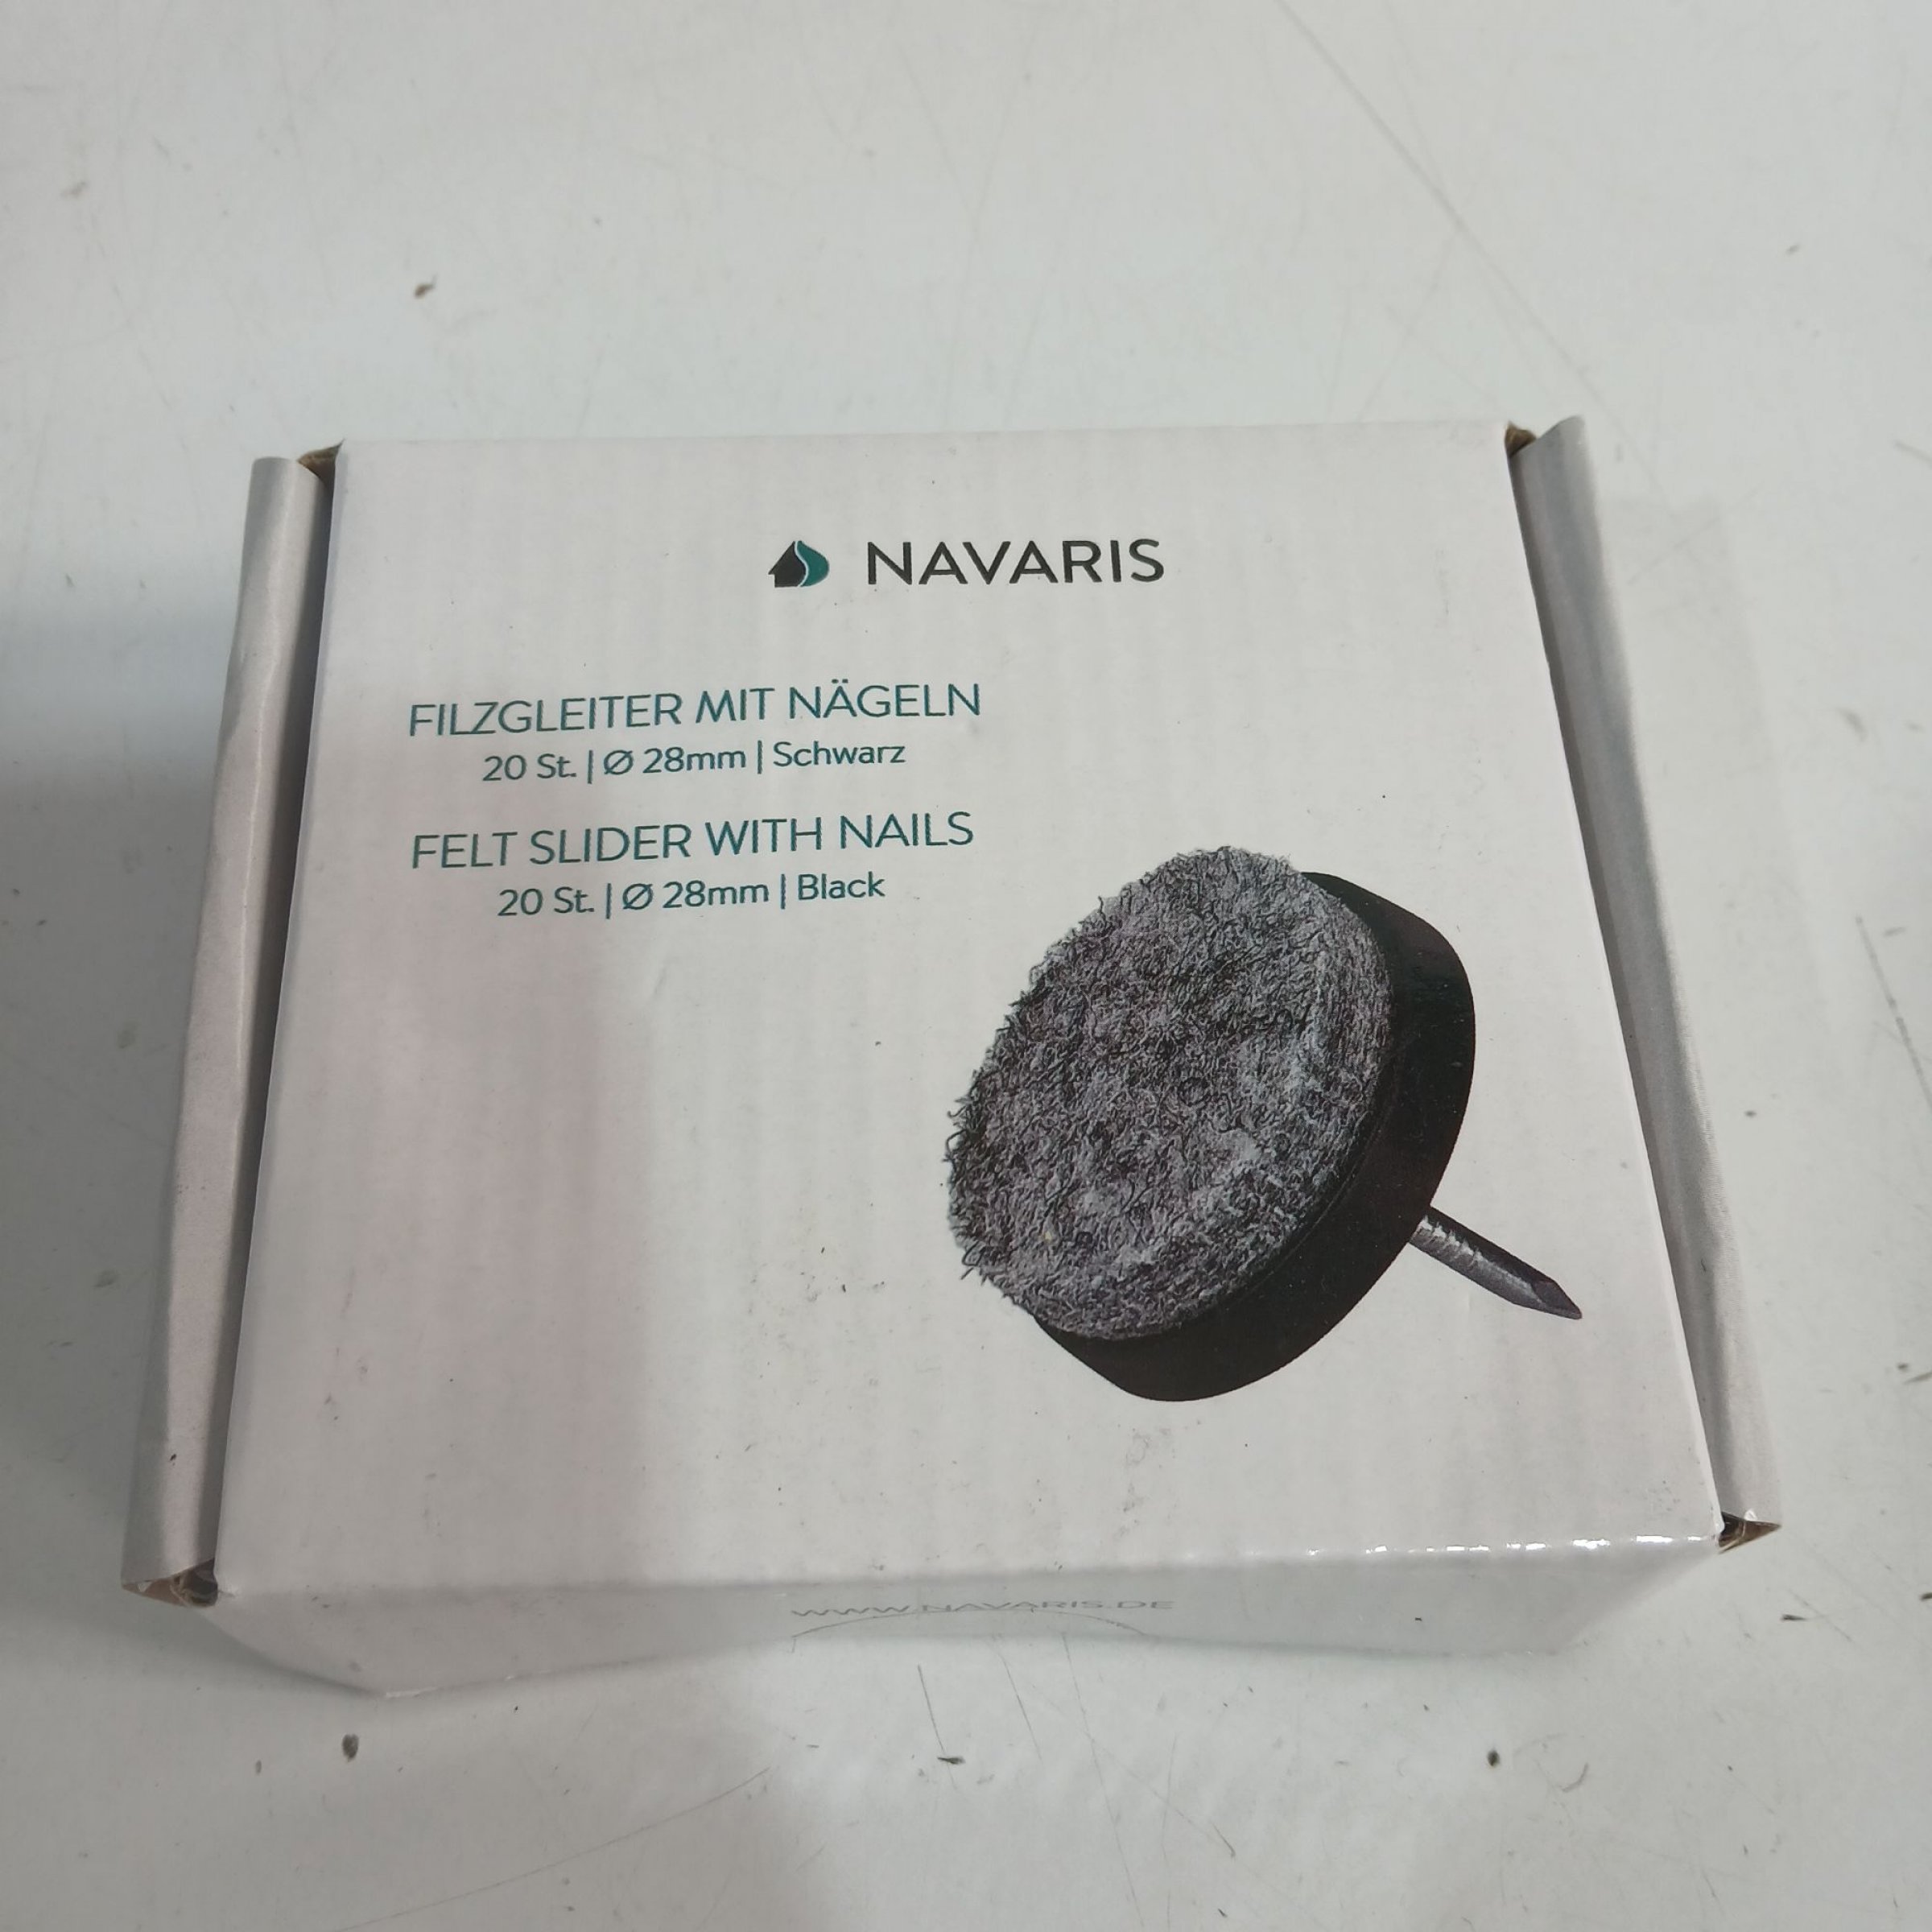 NAVARIS
FILZGLEITER MIT NÄGELN
20 St. | Ø 28mm | Schwarz
FELT SLIDER WITH NAILS
20 St. | Ø 28mm | Black
WWW.NAVARIS.DE